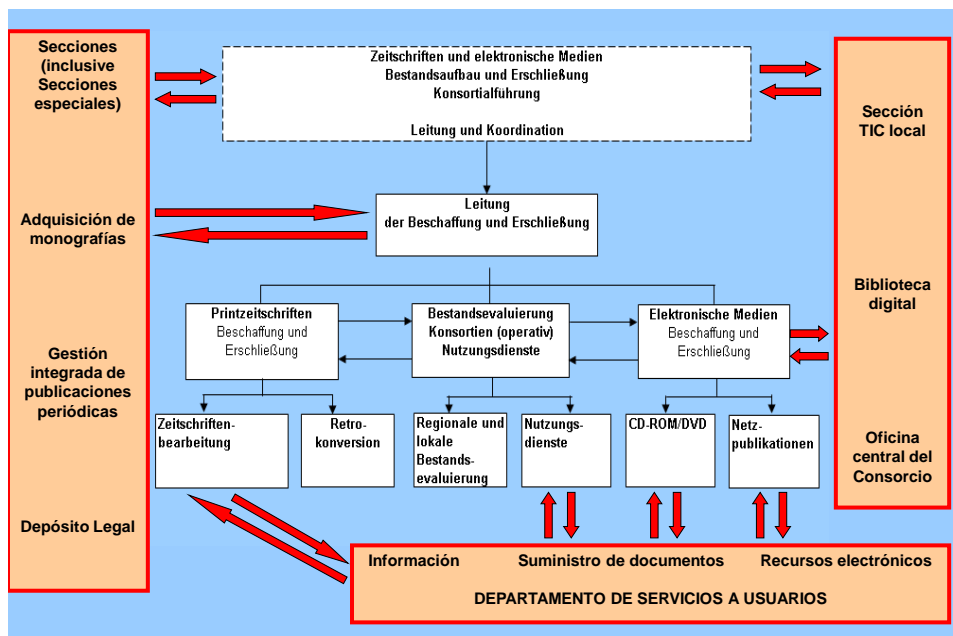 Secciones
(inclusive
Secciones
especiales)
Adquisición de
monografías
Gestión
integrada de
publicaciones
periódicas
Depósito Legal
Zeitschriften und elektronische Medien
Bestandsaufbau und Erschließung
Konsortialführung
Leitung und Koordination
Leitung
der Beschaffung und Erschließung
Printzeitschriften
Beschaffung und
Erschließung
Bestandsevaluierung
Konsortien (operativ)
Nutzungsdienste
Elektronische Medien
Beschaffung und
Erschließung
Zeitschriften-
bearbeitung
Retro-
konversion
Regionale und
lokale
Bestands-
evaluierung
Nutzungs-
dienste
CD-ROM/DVD
Netz-
publikationen
Sección
TIC local
Biblioteca
digital
Oficina
central del
Consorcio
Información Suministro de documentos Recursos electrónicos
DEPARTAMENTO DE SERVICIOS A USUARIOS